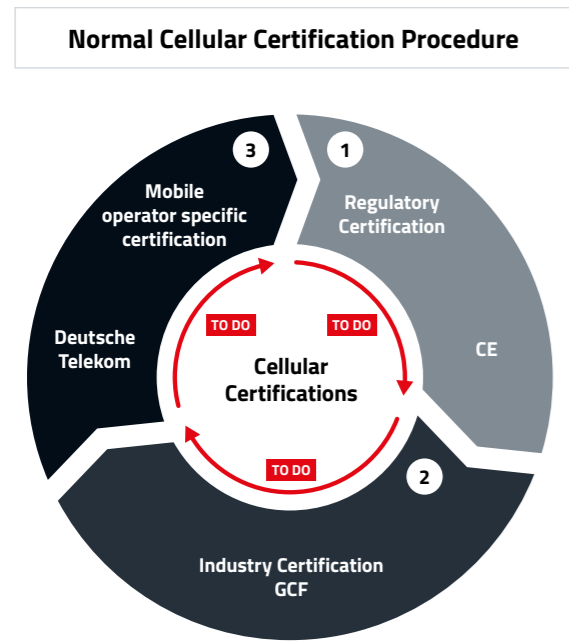 Normal Cellular Certification Procedure
3
1
Mobile
operator specific
certification
Regulatory
Certification
TO DO
TO DO
Deutsche
Telekom
Cellular
Certifications
CE
TO DO
2
Industry Certification
GCF